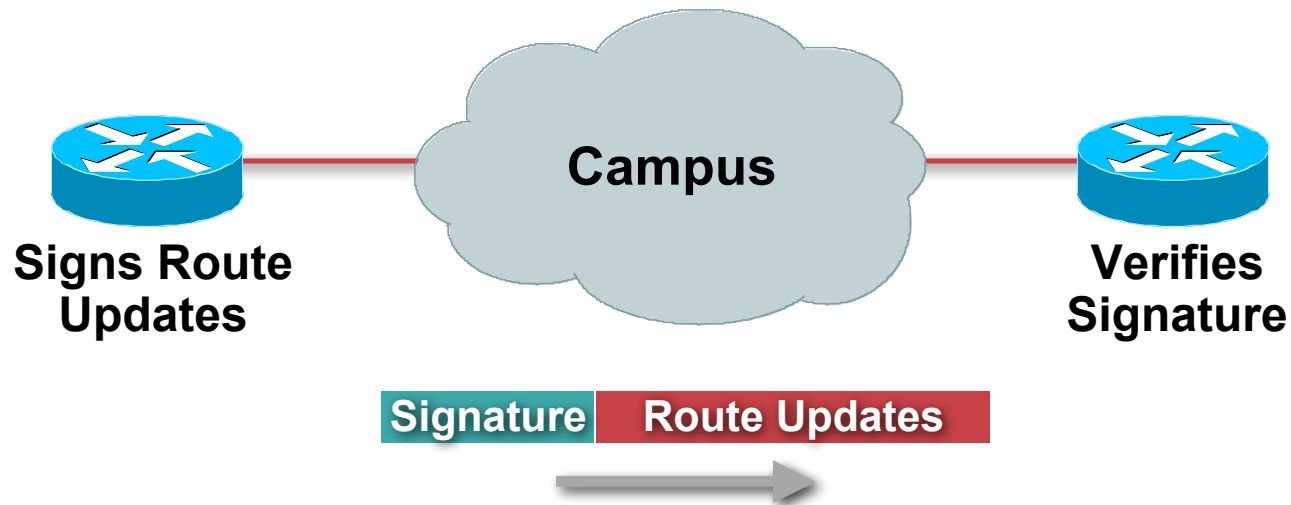 Campus
Signs Route
Updates
Verifies
Signature
Signature Route Updates